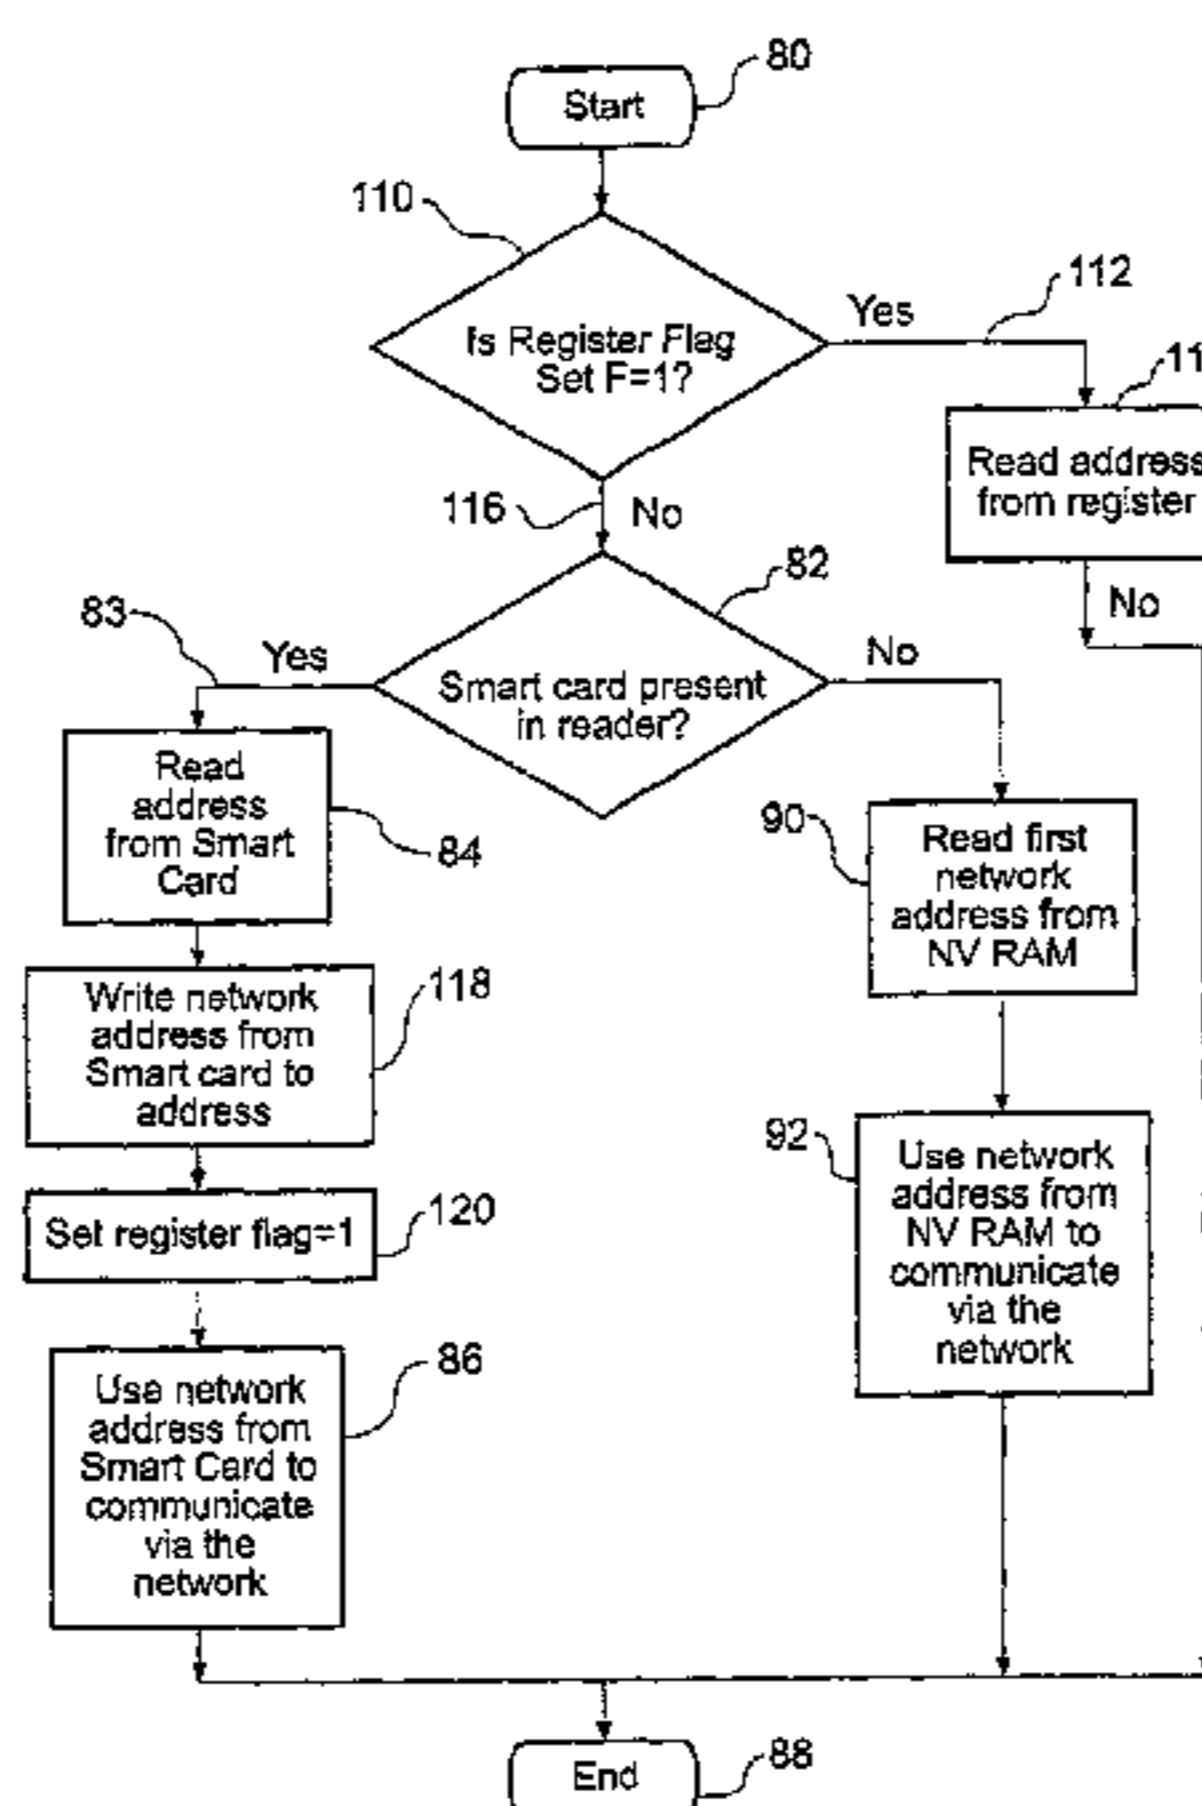 80
Start
110
112
Yes
Is Register Flag
Set F=1?
11
Read address
from register
116
No
No
82
83
Yes
No
Smart card present
in reader?
Read
address
from Smart
Card
84
90
Read first
network
address from
NV RAM
Write network
address from
Smart card to
address
118
92
Use network
address from
NV RAM to
communicate
via the
network
Set register flag=1
120
86
Use network
address from
Smart Card to
communicate
via the
network
End
88